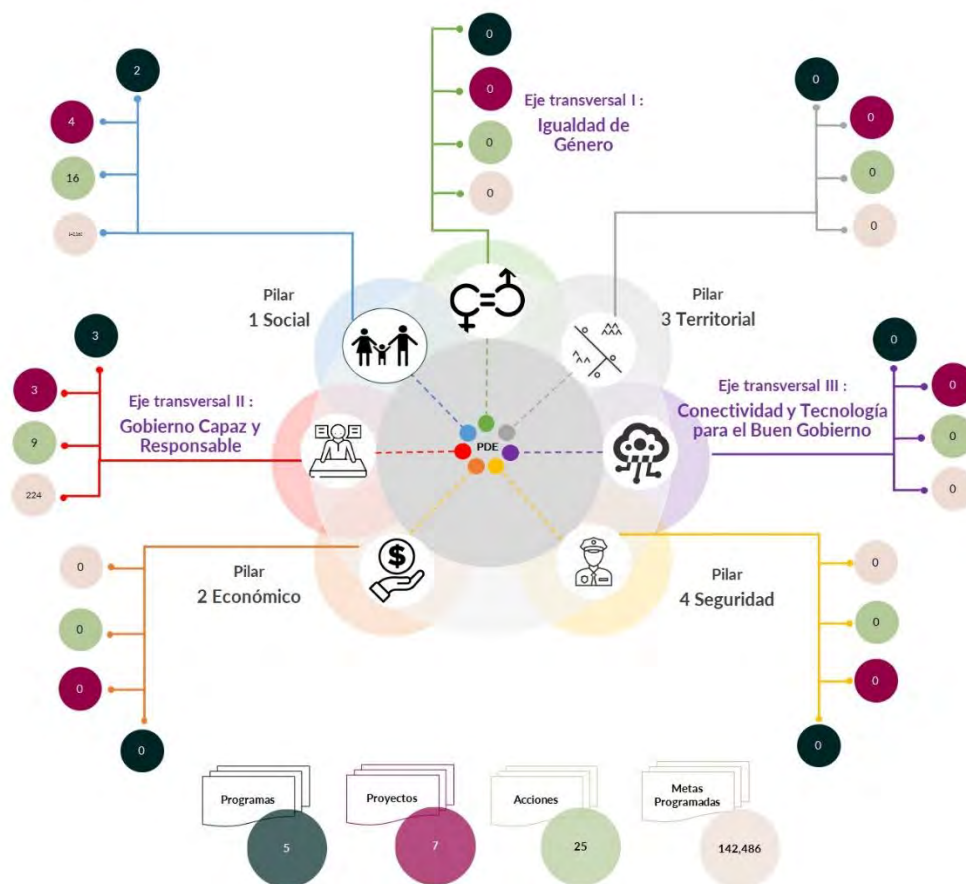 0
0
0
0
Eje transversal I :
Igualdad de
Género
2
4
16
0
0
0
0
Pilar
1 Social
Pilar
3 Territorial
3
3
9
224
Eje transversal II :
Gobierno Capaz y
Responsable
PDE
Eje transversal III :
Conectividad y Tecnología
para el Buen Gobierno
0
0
0
0
0
0
0
0
Pilar
2 Económico
$
Pilar
4 Seguridad
0
0
0
0
Programas
5
Proyectos
7
Acciones
25
Metas
Programadas
142,486